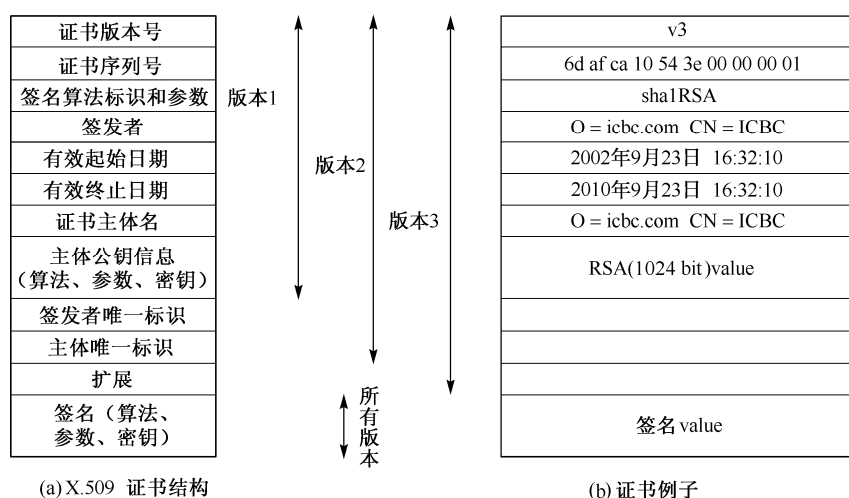 证书版本号
证书序列号
签名算法标识和参数
签发者
有效起始日期
有效终止日期
证书主体名
主体公钥信息
(算法、参数、密钥)
签发者唯一标识
主体唯一标识
扩展
签名（算法、
参数、密钥）
(a) X.509 证书结构
版本1
版本2
版本3
所有版本
v3
6d af ca 10 54 3e 00 00 00 01
sha1RSA
O = icbc.com CN = ICBC
2002年9月23日 16:32:10
2010年9月23日 16:32:10
O = icbc.com CN = ICBC
RSA(1024 bit)value
签名value
(b) 证书例子